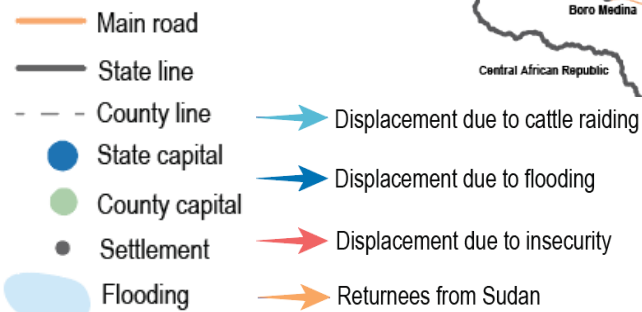 Boro Medina
Main road
State line
Central African Republic
County line
Displacement due to cattle raiding
State capital
Displacement due to flooding
County capital
Settlement
Displacement due to insecurity
Flooding
Returnees from Sudan